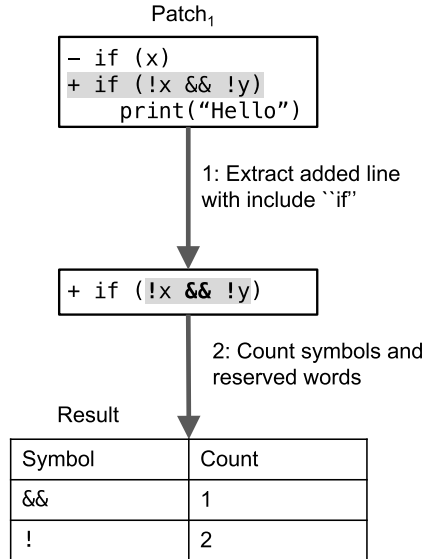 Patch₁
– if (x)
+ if (!x && !y)
print(“Hello”)
1: Extract added line
with include ``if’’
+ if (!x && !y)
2: Count symbols and
reserved words
Result
Symbol Count
&& 1
! 2